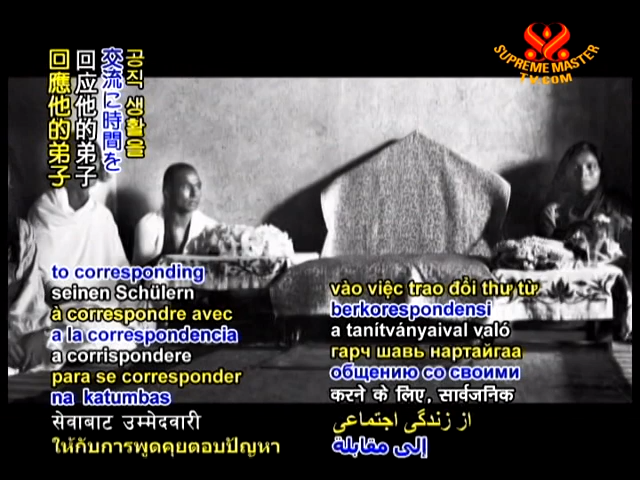 SUPREME MASTER
TV.COM
공직 생활을
交流に時間を
回应他的弟子
回應他的弟子
to corresponding
seinen Schülern
à correspondre avec
a la correspondencia
a corrispondere
para se corresponder
na katumbas
सेवाबाट उम्मेदवारी
ให้กับการพูดคุยตอบปัญหา
vào việc trao đổi thư từ
berkorespondensi
a tanítványaival való
гарч шавь нартайгаа
общению со своими
करने के लिए, सार्वजनिक
از زندگی اجتماعی
إلى مقابلة